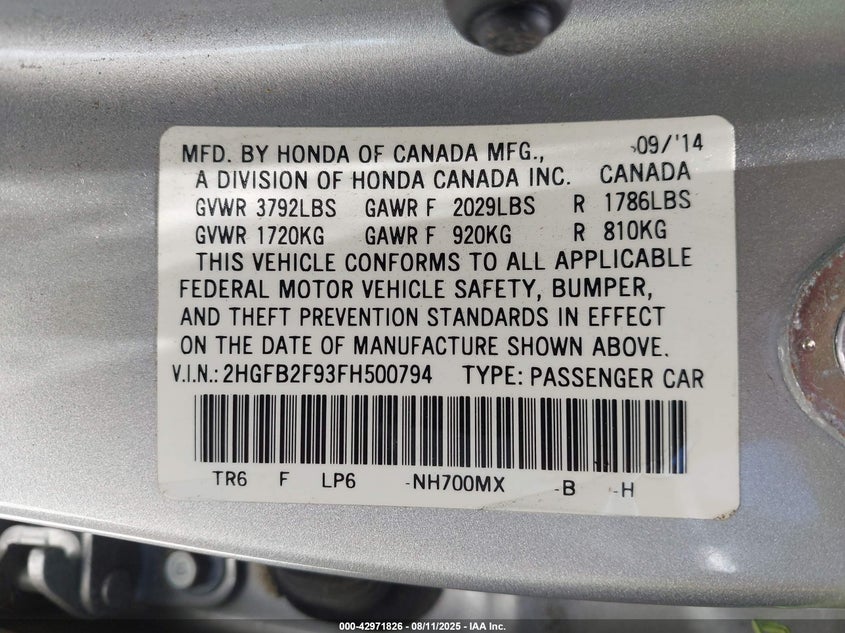 MFD. BY HONDA OF CANADA MFG., 09/'14
A DIVISION OF HONDA CANADA INC. CANADA
GVWR 3792LBS GAWR F 2029LBS R 1786LBS
GVWR 1720KG GAWR F 920KG R 810KG
THIS VEHICLE CONFORMS TO ALL APPLICABLE
FEDERAL MOTOR VEHICLE SAFETY, BUMPER,
AND THEFT PREVENTION STANDARDS IN EFFECT
ON THE DATE OF MANUFACTURE SHOWN ABOVE.
V.I.N.: 2HGFB2F93FH500794 TYPE: PASSENGER CAR
TR6 F LP6 -NH700MX -B -H
000-42971826 - 08/11/2025 - IAA Inc.